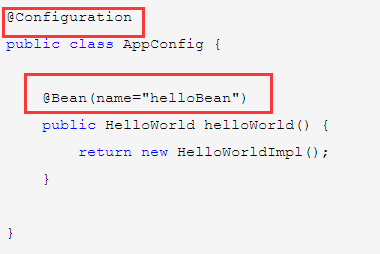 @Configuration
public class AppConfig {
@Bean(name="helloBean")
public HelloWorld helloWorld() {
return new HelloWorldImpl();
}
}